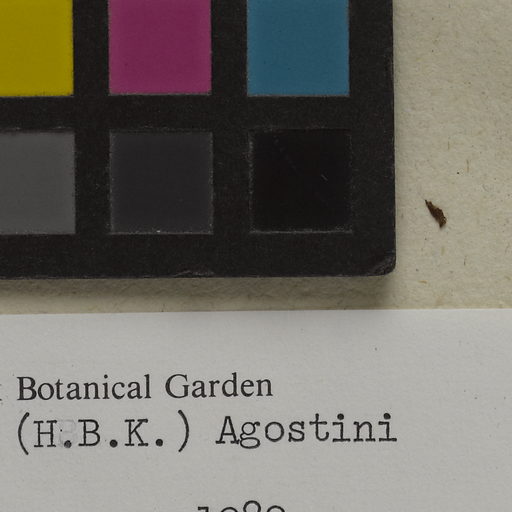 Botanical Garden
(H.B.K.) Agostini